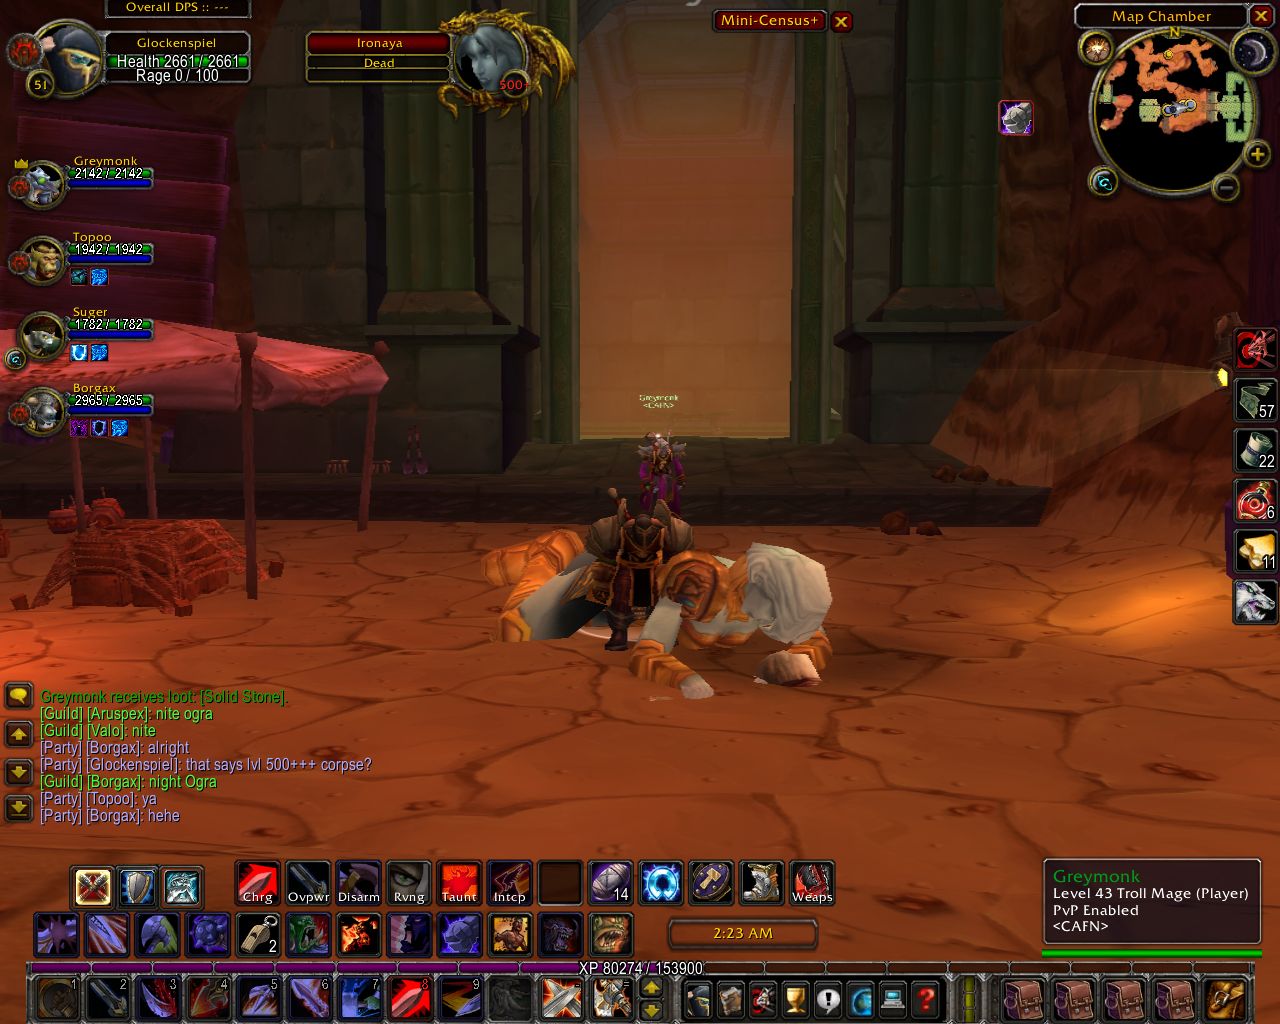 Overall DPS :: ---
Mini-Census+
Map Chamber
N
Glockenspiel
Health 2661 / 2661
Rage 0 / 100
51
Ironaya
Dead
500+
Greymonk
2142 / 2142
Topoo
1942 / 1942
Suger
1782 / 1782
Borgax
2965 / 2965
Greymonk
<CAFN>
57
22
6
11
Greymonk receives loot: [Solid Stone].
[Guild] [Aruspex]: nite ogra
[Guild] [Valo]: nite
[Party] [Borgax]: alright
[Party] [Glockenspiel]: that says lvl 500+++ corpse?
[Guild] [Borgax]: night Ogra
[Party] [Topoo]: ya
[Party] [Borgax]: hehe
Chrg Ovpwr Disarm Rvng Taunt Intcp 14 Weaps
2
2:23 AM
Greymonk
Level 43 Troll Mage (Player)
PvP Enabled
<CAFN>
XP 80274 / 153900
1 2 3 4 5 6 7 8 9 - =